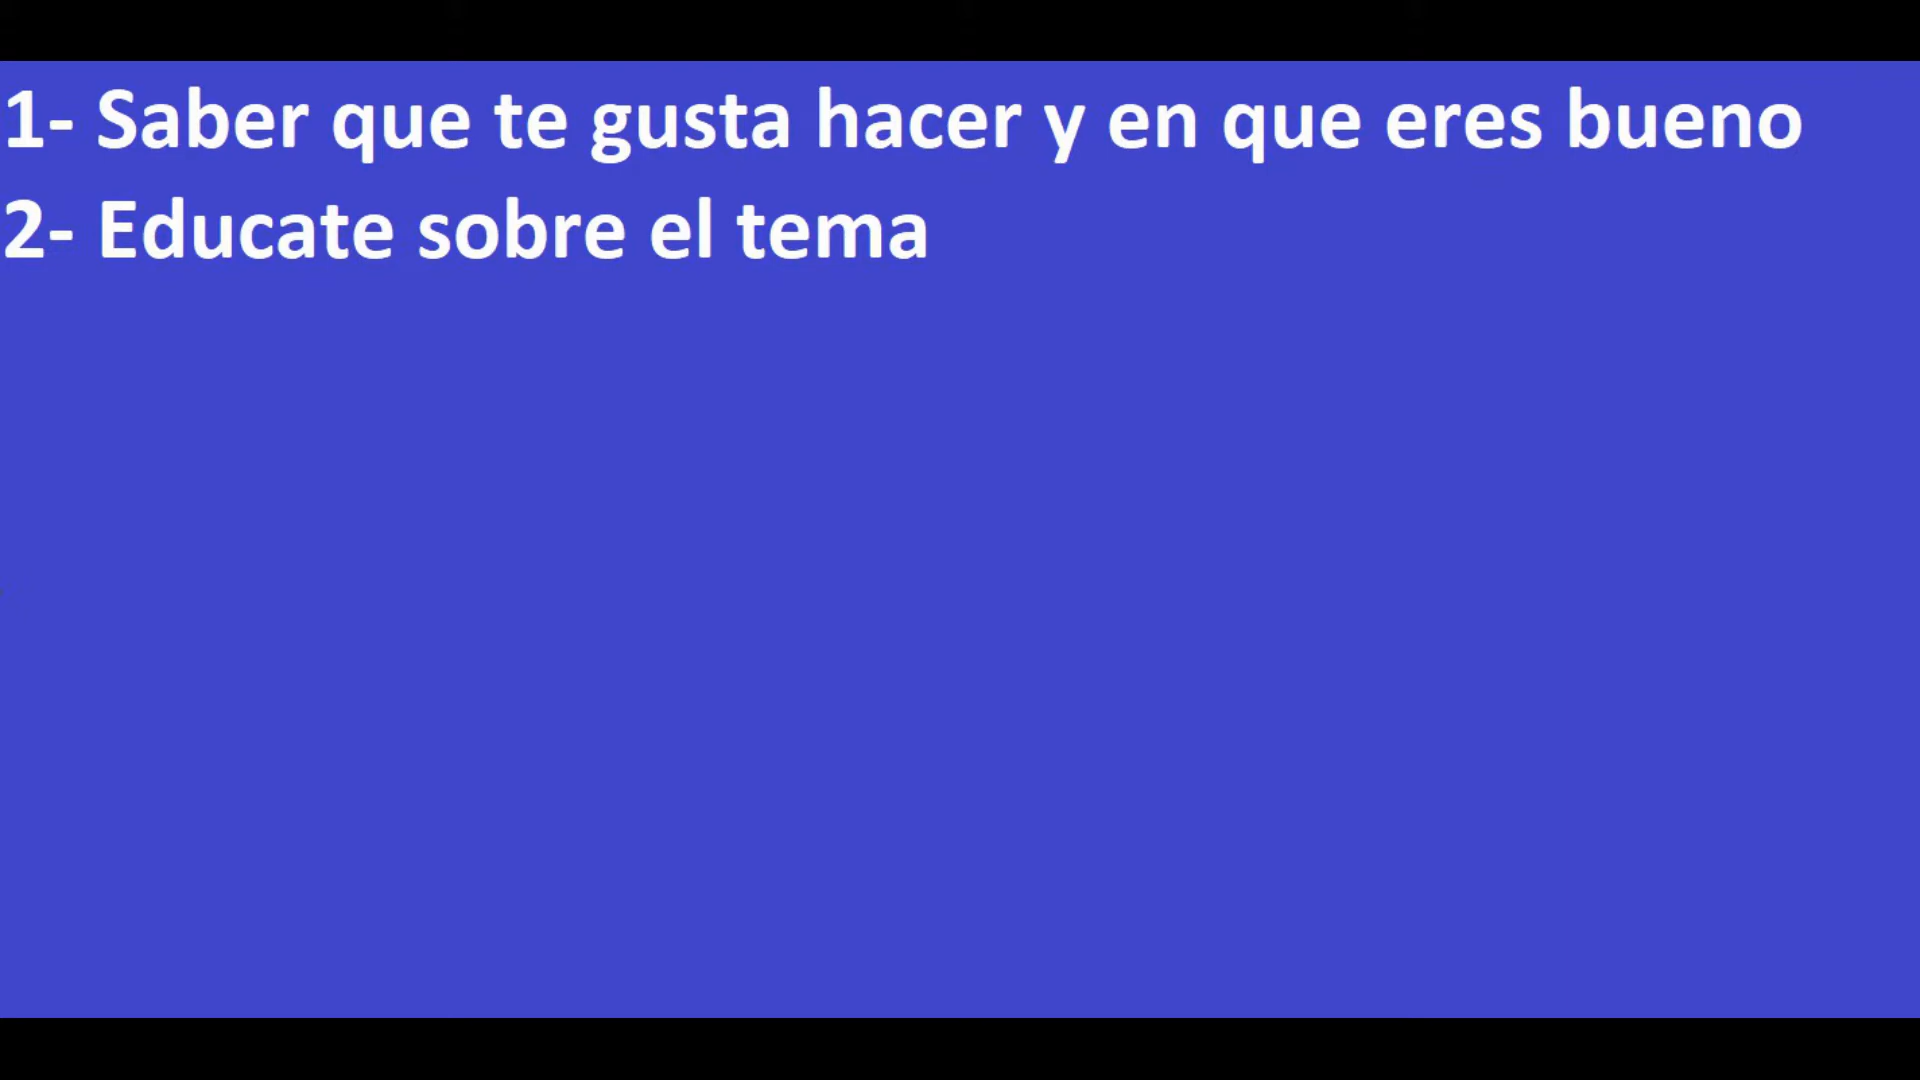 1- Saber que te gusta hacer y en que eres bueno
2- Educate sobre el tema